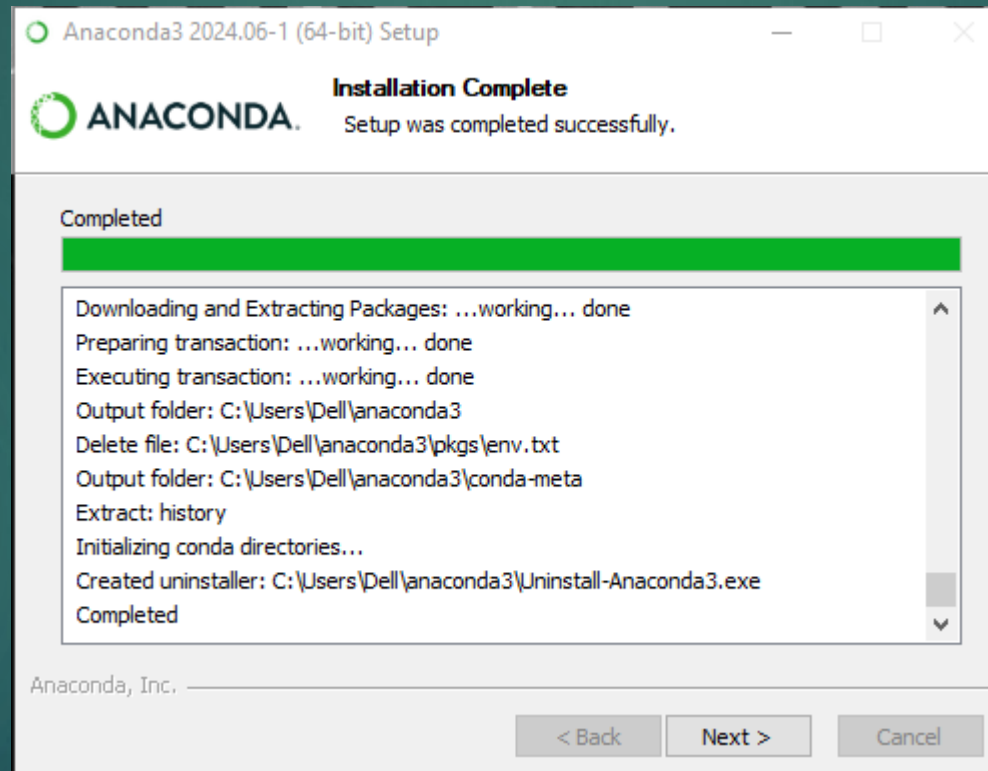 Anaconda3 2024.06-1 (64-bit) Setup
ANACONDA.
Installation Complete
Setup was completed successfully.
Completed
Downloading and Extracting Packages: ...working... done
Preparing transaction: ...working... done
Executing transaction: ...working... done
Output folder: C:\Users\Dell\anaconda3
Delete file: C:\Users\Dell\anaconda3\pkgs\env.txt
Output folder: C:\Users\Dell\anaconda3\conda-meta
Extract: history
Initializing conda directories...
Created uninstaller: C:\Users\Dell\anaconda3\Uninstall-Anaconda3.exe
Completed
Anaconda, Inc.
< Back
Next >
Cancel